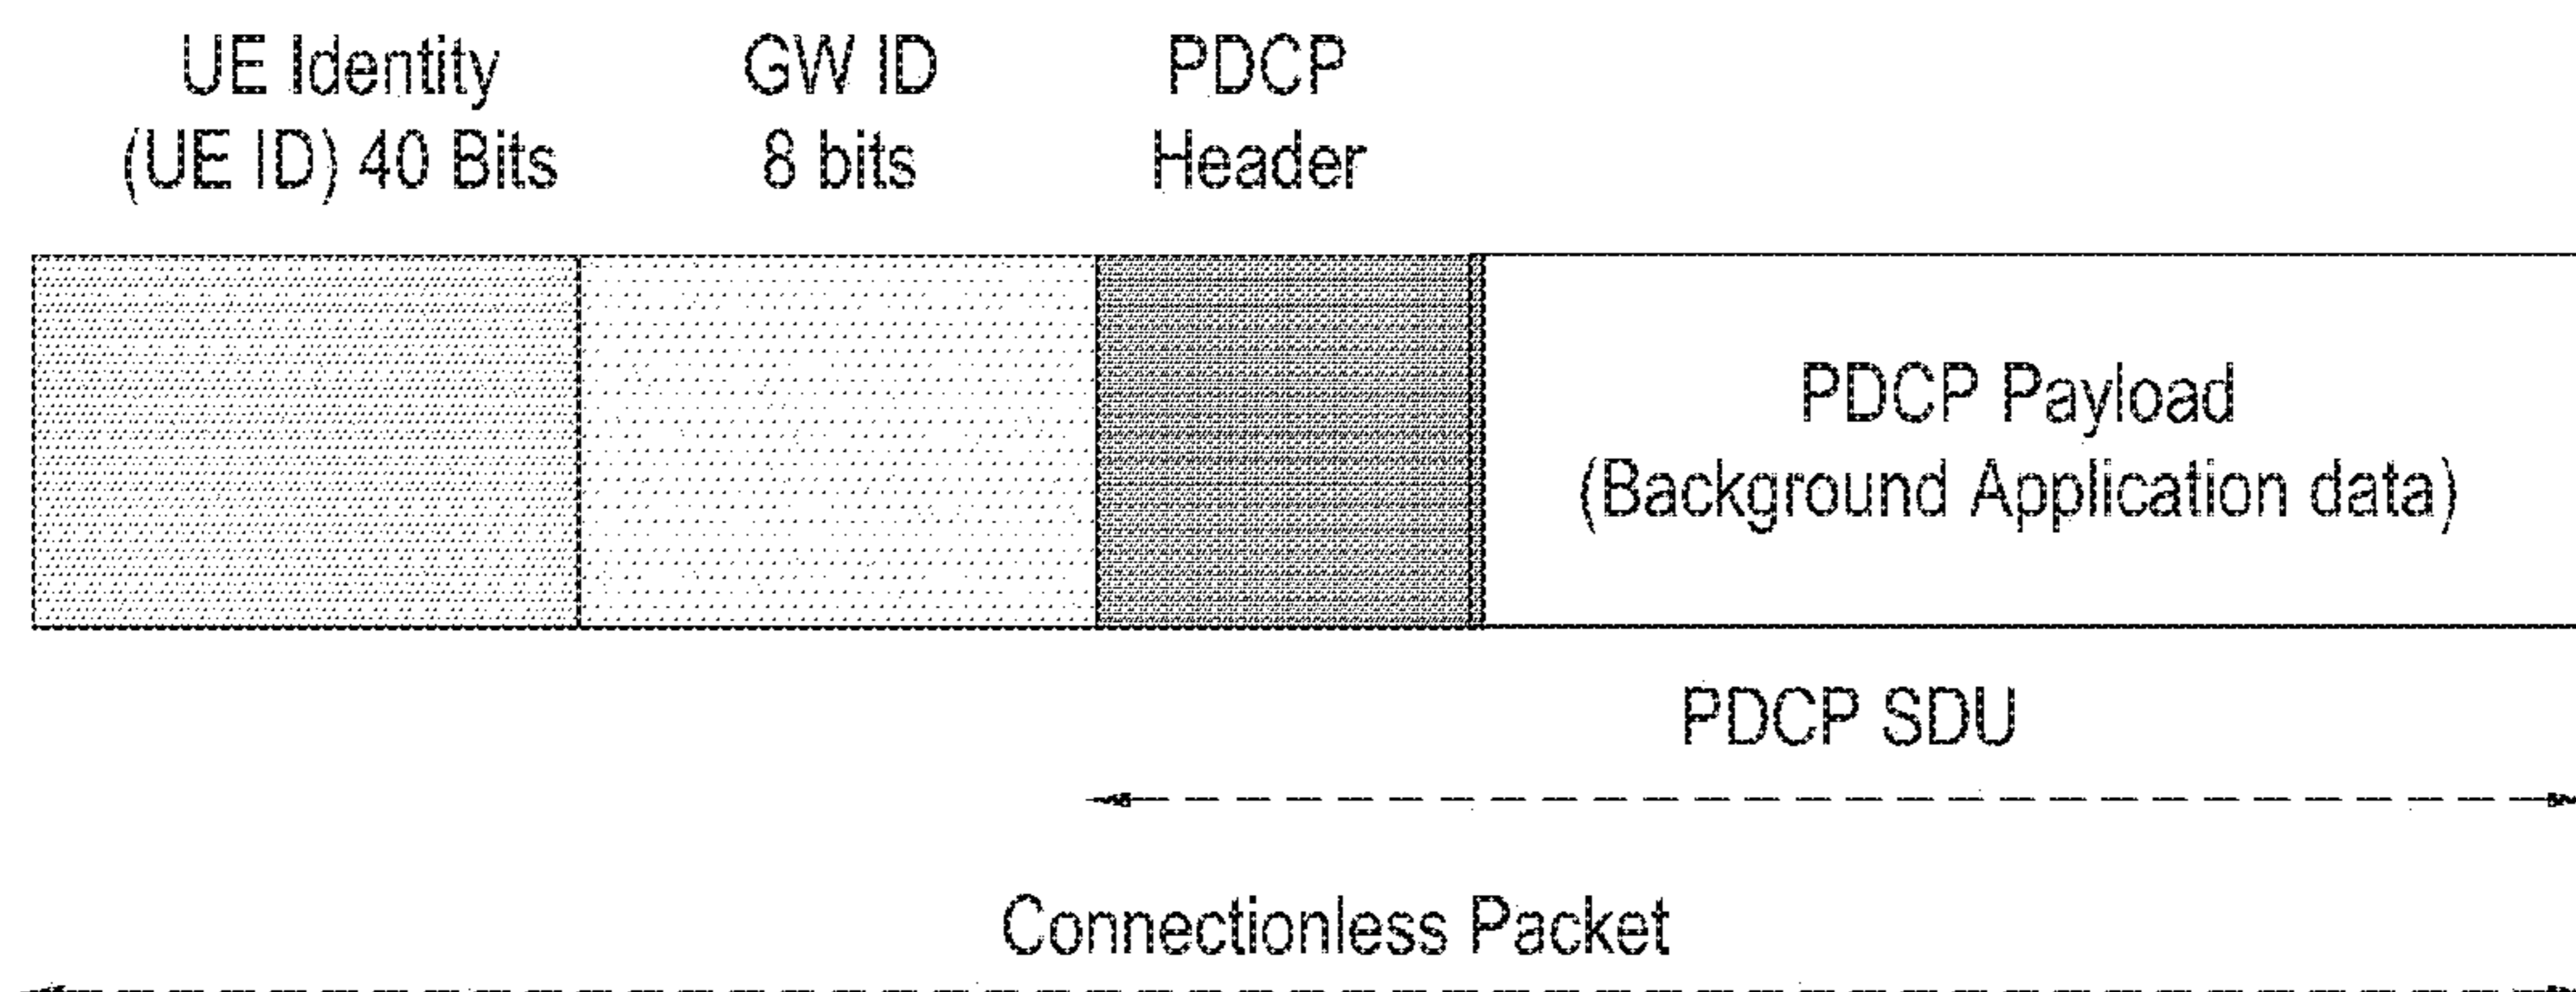 UE Identity
(UE ID) 40 Bits
GW ID
8 bits
PDCP
Header
PDCP Payload
(Background Application data)
PDCP SDU
Connectionless Packet